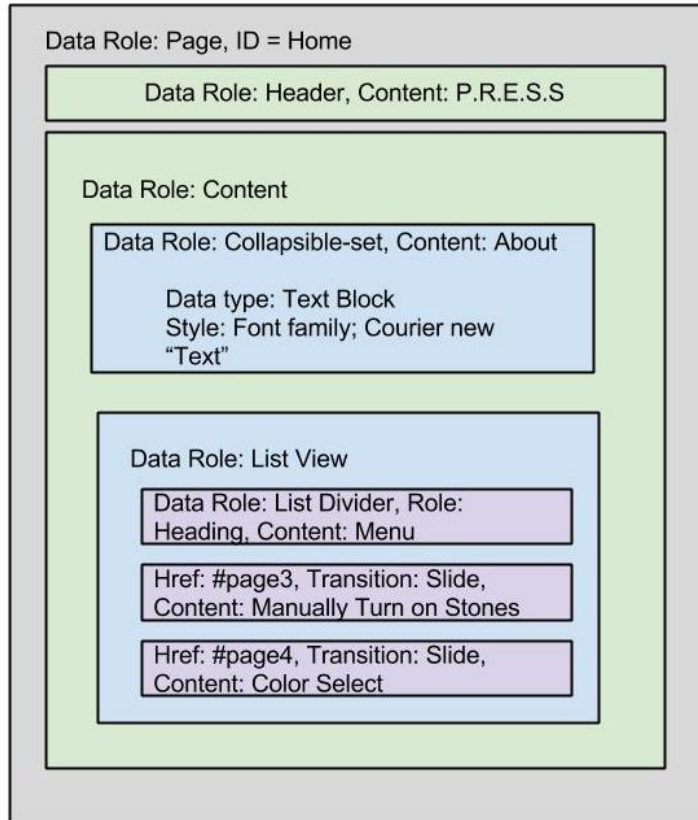 Data Role: Page, ID = Home
Data Role: Header, Content: P.R.E.S.S
Data Role: Content
Data Role: Collapsible-set, Content: About
Data type: Text Block
Style: Font family; Courier new
“Text”
Data Role: List View
Data Role: List Divider, Role:
Heading, Content: Menu
Href: #page3, Transition: Slide,
Content: Manually Turn on Stones
Href: #page4, Transition: Slide,
Content: Color Select